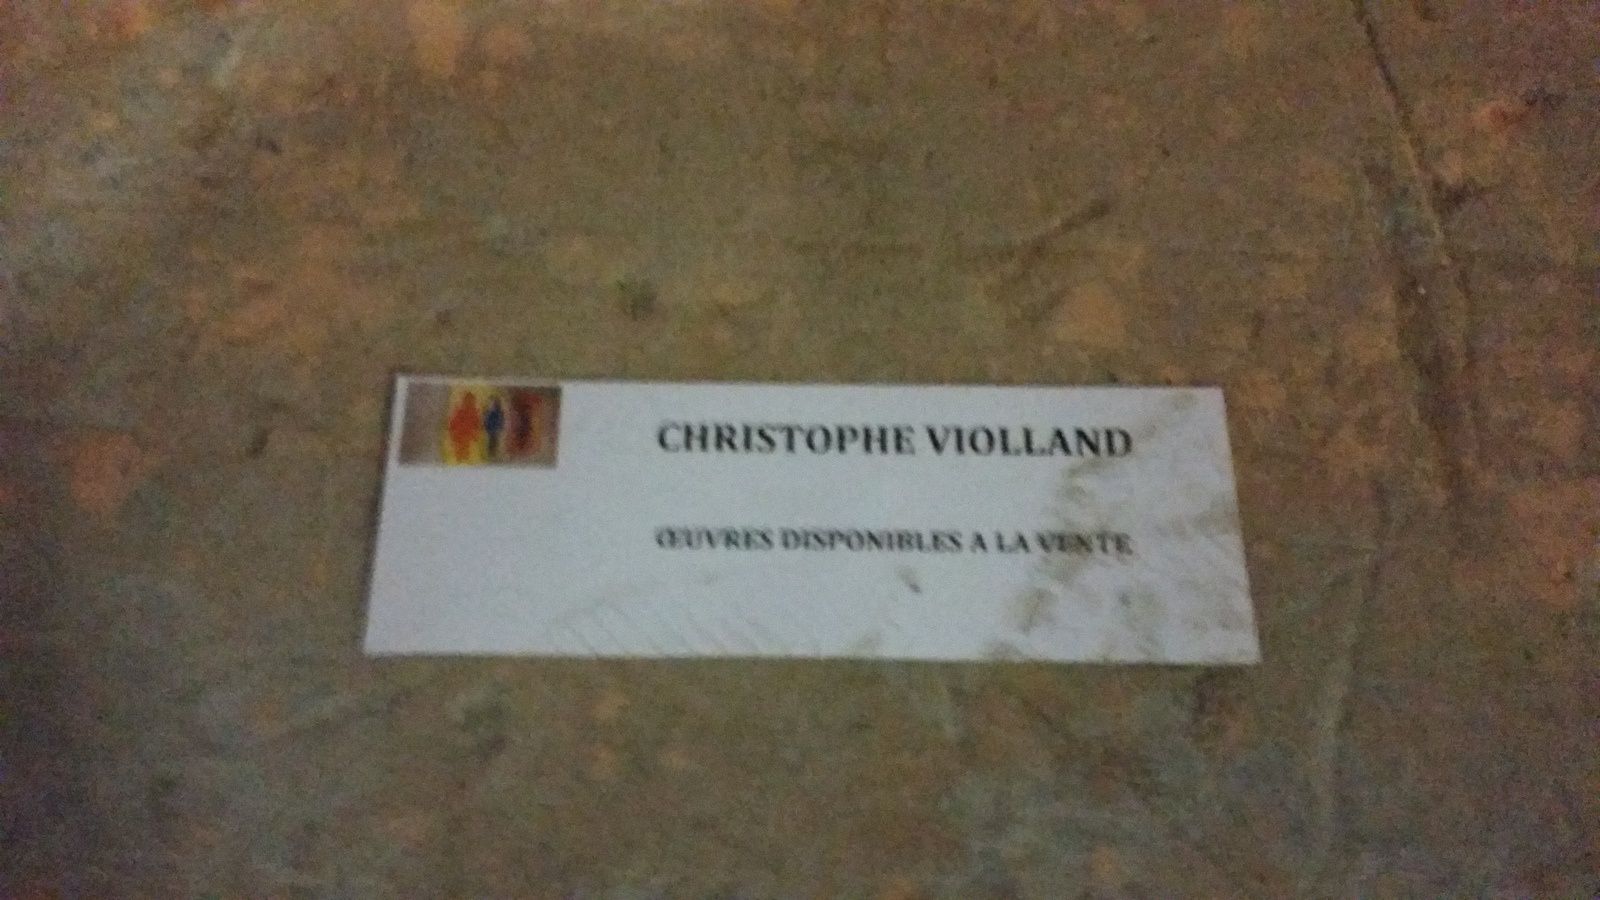 CHRISTOPHE VIOLLAND
ŒUVRES DISPONIBLES A LA VENTE